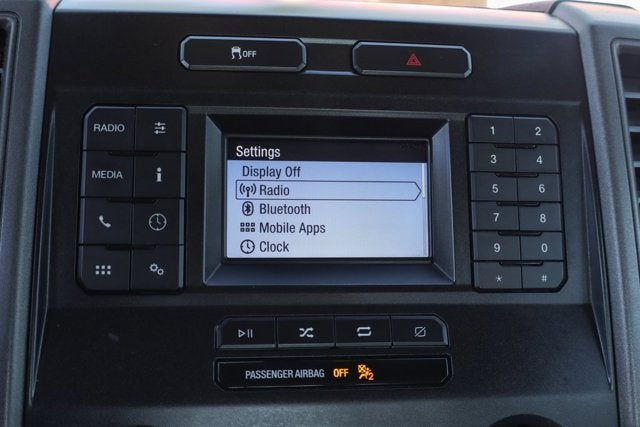 OFF
RADIO
MEDIA
Settings
Display Off
Radio
Bluetooth
Mobile Apps
Clock
1 2
3 4
5 6
7 8
9 0
* #
PASSENGER AIRBAG OFF 2